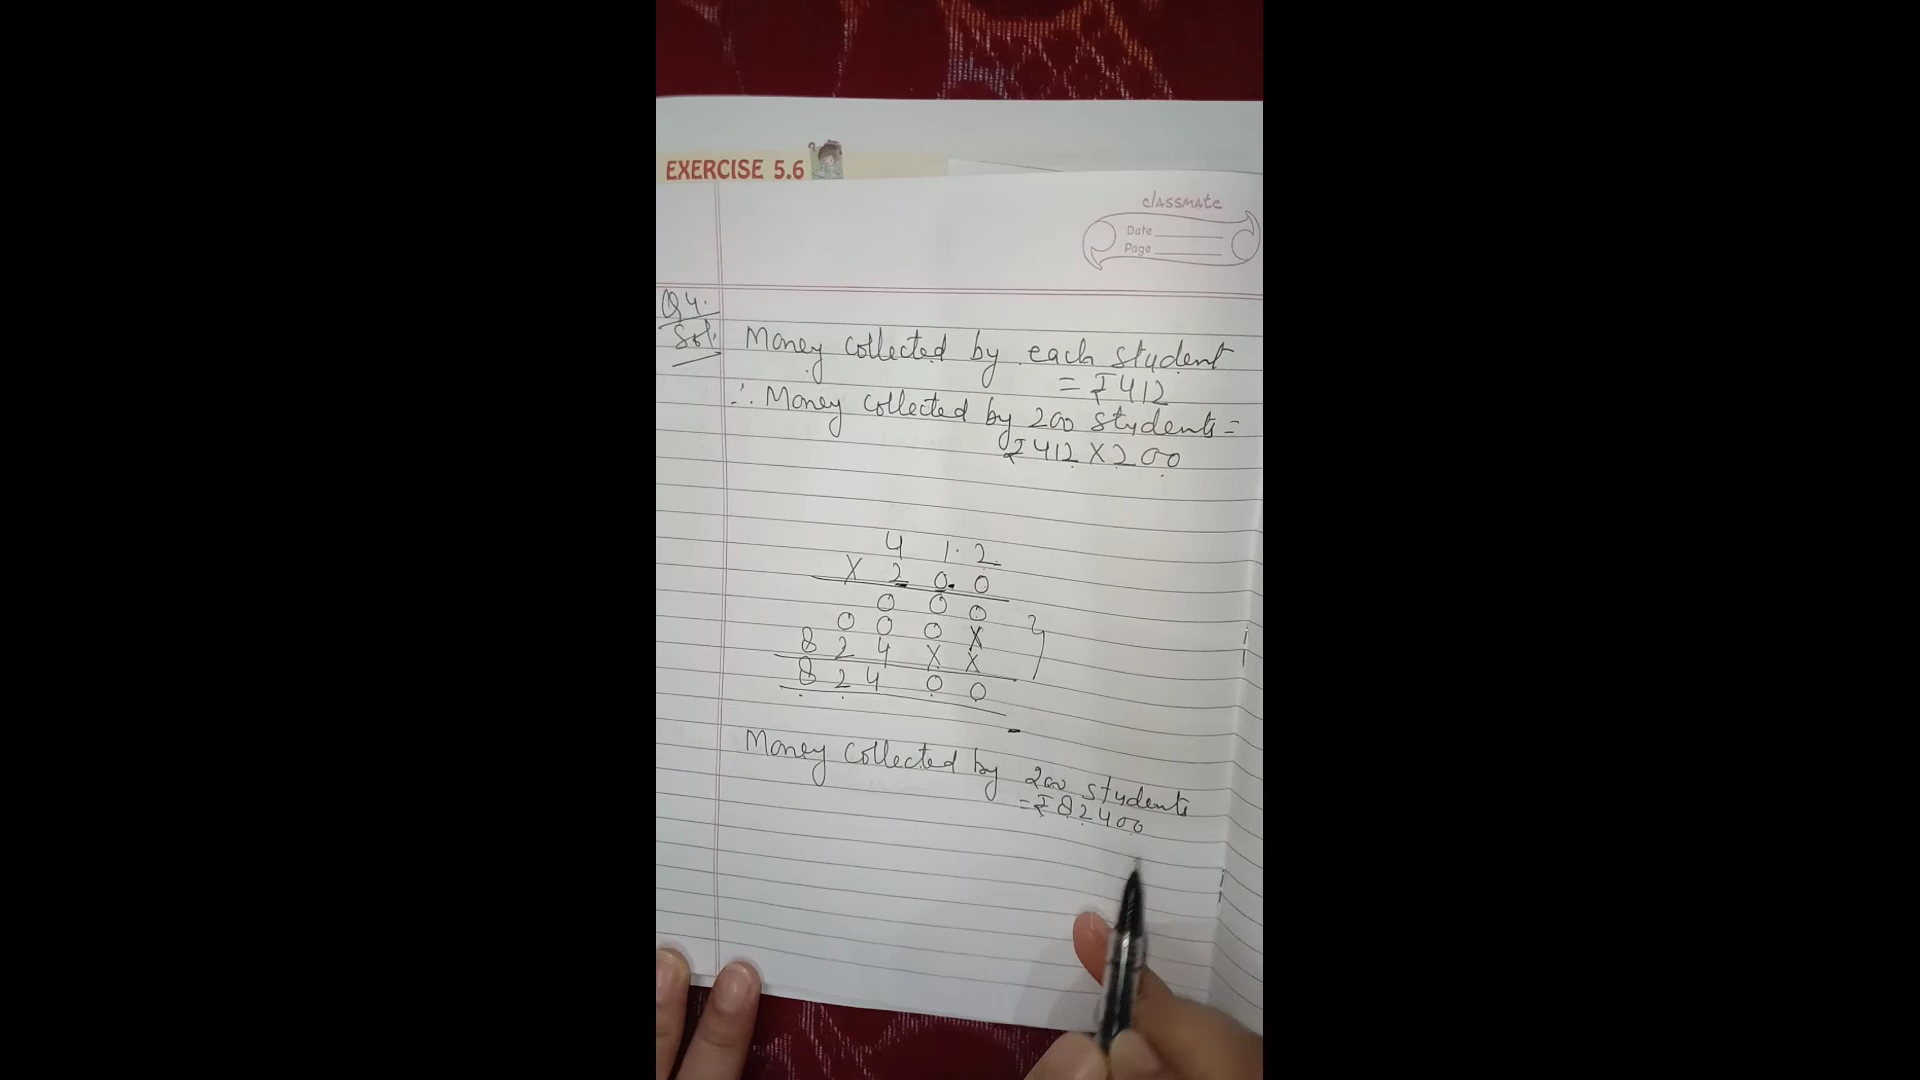 EXERCISE 5.6
classmate
Date
Page
Q4.
Sol. Money collected by each student
= ₹412
∴ Money collected by 200 students =
₹412 X 200
4 1 2
X 2 0 0
0 0 0
0 0 0 X
8 2 4 X X
8 2 4 0 0
Money collected by 200 students
= ₹82400